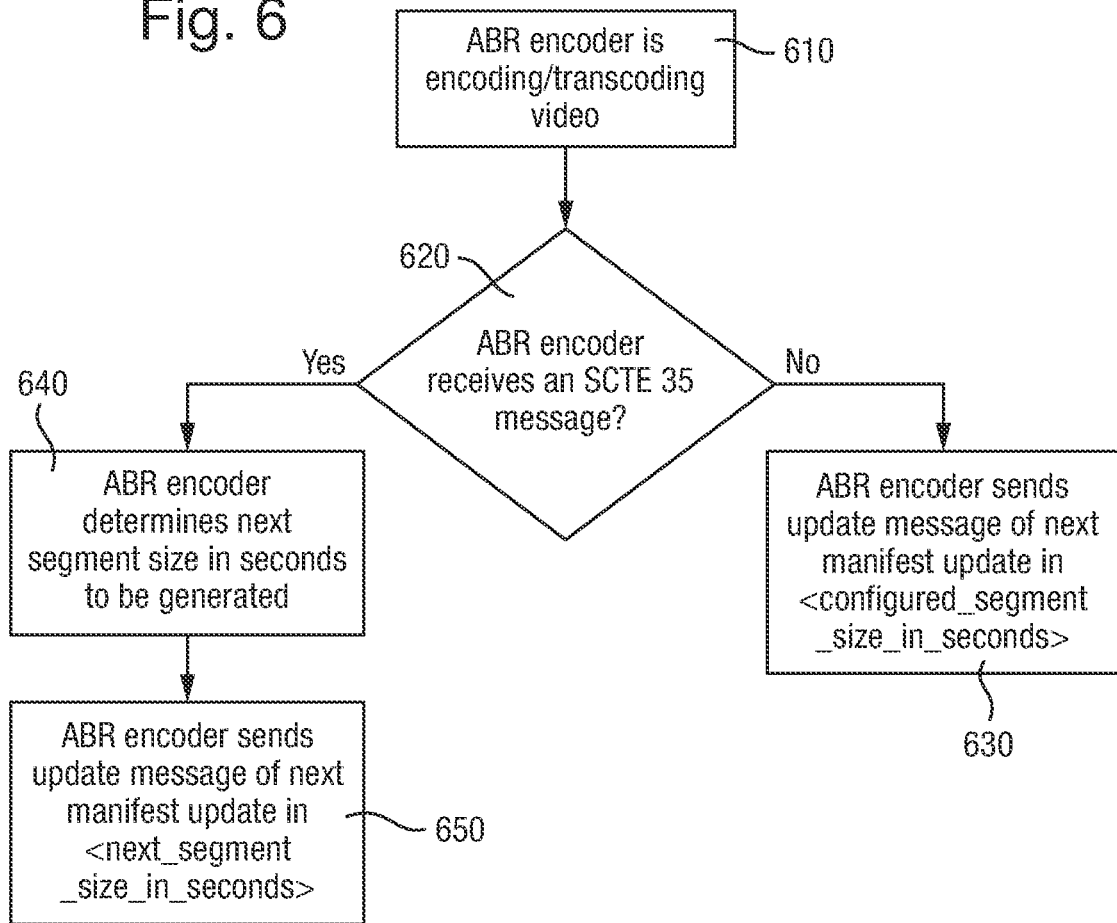 Fig. 6
ABR encoder is
encoding/transcoding
video
610
620
ABR encoder
receives an SCTE 35
message?
Yes
No
640
ABR encoder
determines next
segment size in seconds
to be generated
ABR encoder sends
update message of next
manifest update in
<configured_segment
_size_in_seconds>
630
ABR encoder sends
update message of next
manifest update in
<next_segment
_size_in_seconds>
650